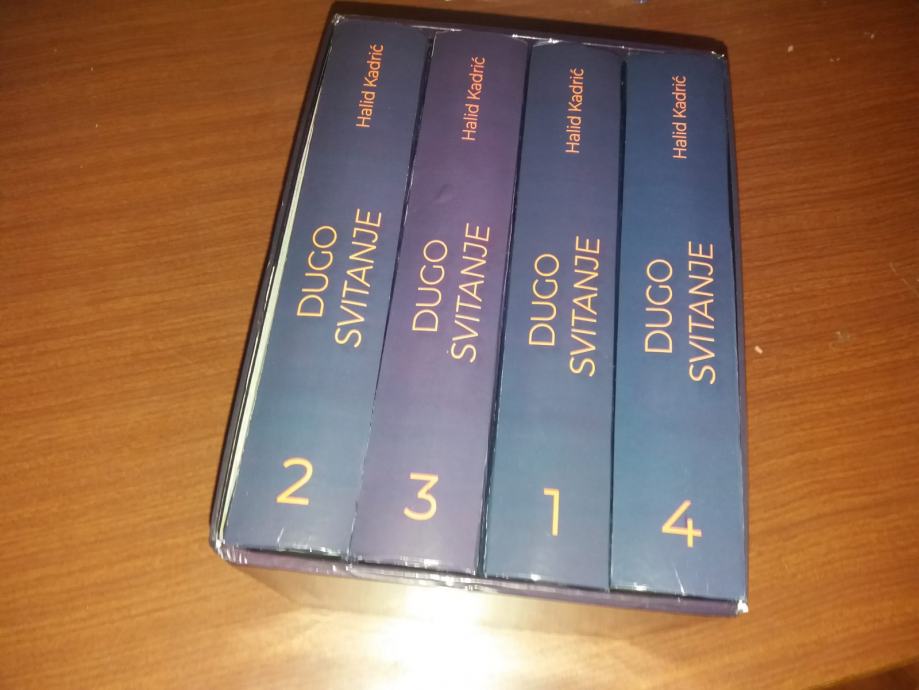 Halid Kadrić
DUGO
SVITANJE
2
Halid Kadrić
DUGO
SVITANJE
3
Halid Kadrić
DUGO
SVITANJE
1
Halid Kadrić
DUGO
SVITANJE
4